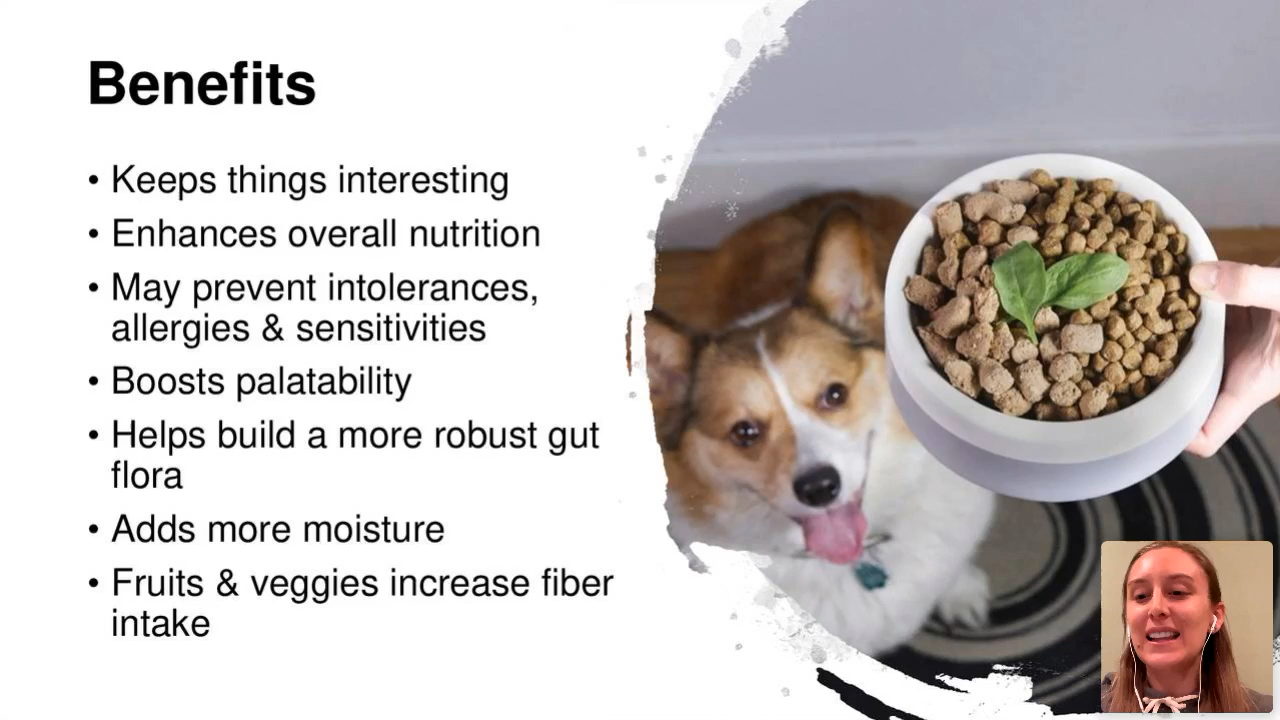 Benefits
• Keeps things interesting
• Enhances overall nutrition
• May prevent intolerances,
allergies & sensitivities
• Boosts palatability
• Helps build a more robust gut
flora
• Adds more moisture
• Fruits & veggies increase fiber
intake